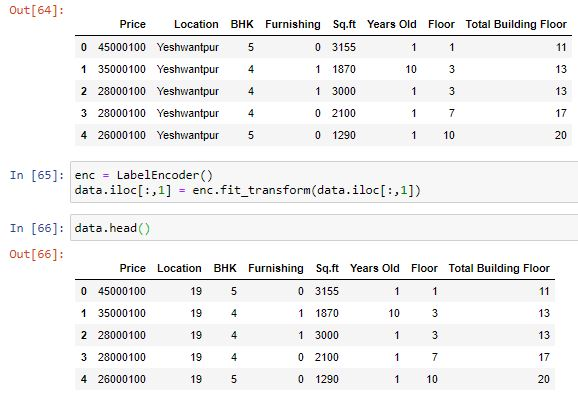 Out[64]:
Price Location BHK Furnishing Sq.ft Years Old Floor Total Building Floor
0 45000100 Yeshwantpur 5 0 3155 1 1 11
1 35000100 Yeshwantpur 4 1 1870 10 3 13
2 28000100 Yeshwantpur 4 1 3000 1 3 13
3 28000100 Yeshwantpur 4 0 2100 1 7 17
4 26000100 Yeshwantpur 5 0 1290 1 10 20
In [65]: enc = LabelEncoder()
data.iloc[:,1] = enc.fit_transform(data.iloc[:,1])
In [66]: data.head()
Out[66]:
Price Location BHK Furnishing Sq.ft Years Old Floor Total Building Floor
0 45000100 19 5 0 3155 1 1 11
1 35000100 19 4 1 1870 10 3 13
2 28000100 19 4 1 3000 1 3 13
3 28000100 19 4 0 2100 1 7 17
4 26000100 19 5 0 1290 1 10 20